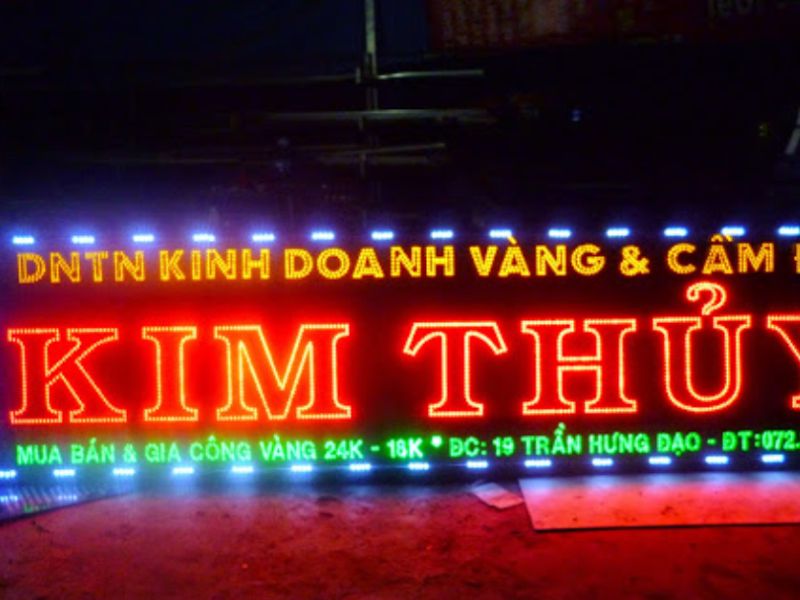 DNTN KINH DOANH VÀNG & CẦM
KIM THỦY
MUA BÁN & GIA CÔNG VÀNG 24K - 18K * ĐC: 19 TRẦN HƯNG ĐẠO - ĐT:072.